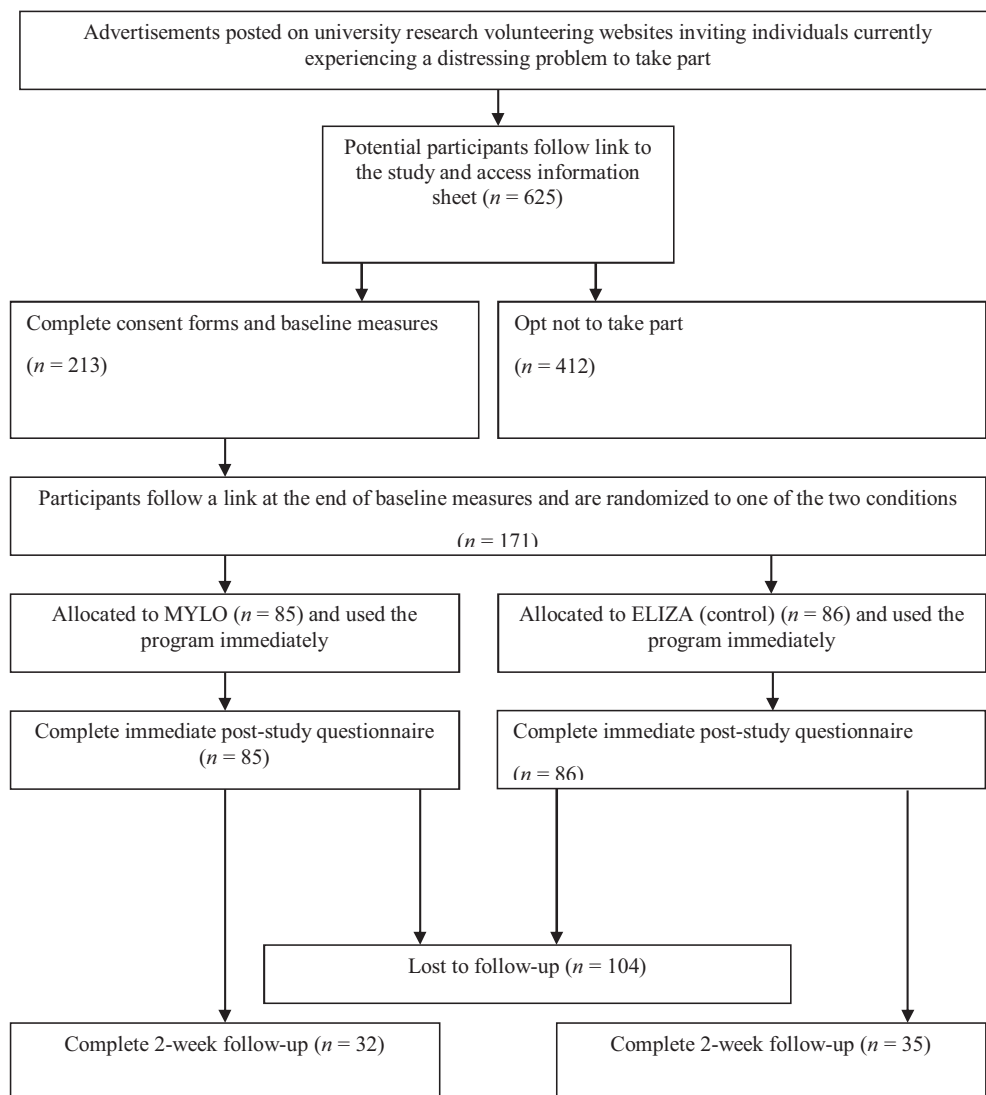 Advertisements posted on university research volunteering websites inviting individuals currently
experiencing a distressing problem to take part
Potential participants follow link to
the study and access information
sheet (n = 625)
Complete consent forms and baseline measures
(n = 213)
Opt not to take part
(n = 412)
Participants follow a link at the end of baseline measures and are randomized to one of the two conditions
(n = 171)
Allocated to MYLO (n = 85) and used the
program immediately
Allocated to ELIZA (control) (n = 86) and used the
program immediately
Complete immediate post-study questionnaire
(n = 85)
Complete immediate post-study questionnaire
(n = 86)
Lost to follow-up (n = 104)
Complete 2-week follow-up (n = 32)
Complete 2-week follow-up (n = 35)